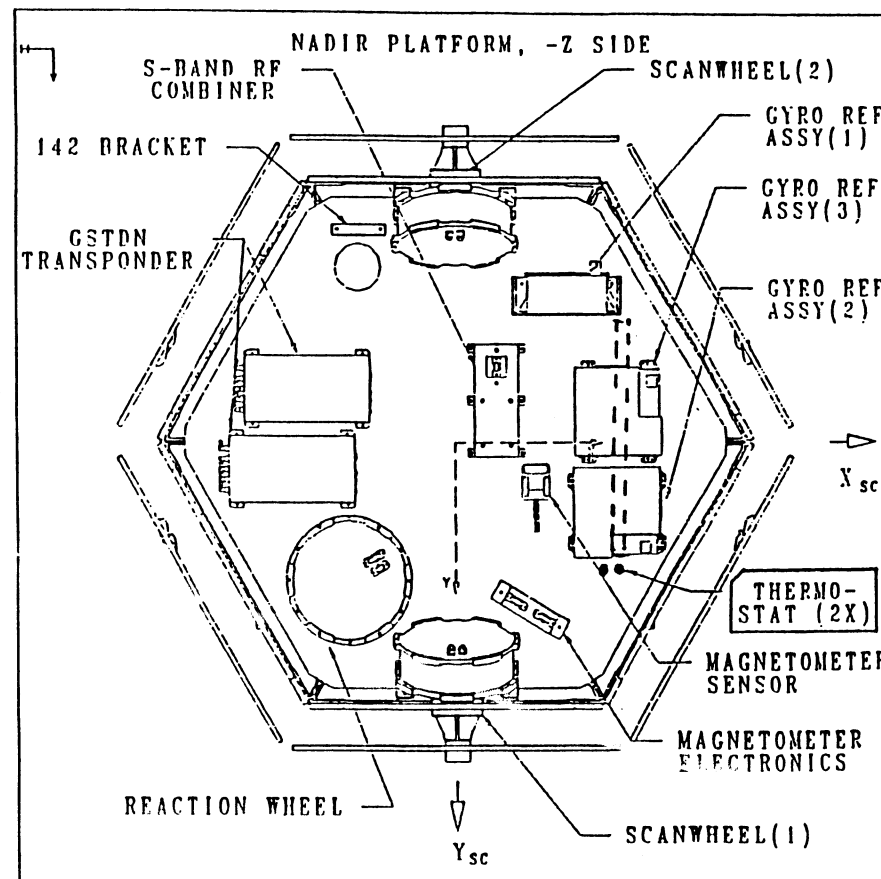 NADIR PLATFORM, -Z SIDE
S-BAND RF
COMBINER
SCANWHEEL(2)
GYRO REF
ASSY(1)
142 BRACKET
GYRO REF
ASSY(3)
GSTDN
TRANSPONDER
GYRO REF
ASSY(2)
X SC
Y
THERMO-
STAT (2X)
MAGNETOMETER
SENSOR
MAGNETOMETER
ELECTRONICS
REACTION WHEEL
SCANWHEEL(1)
Y SC